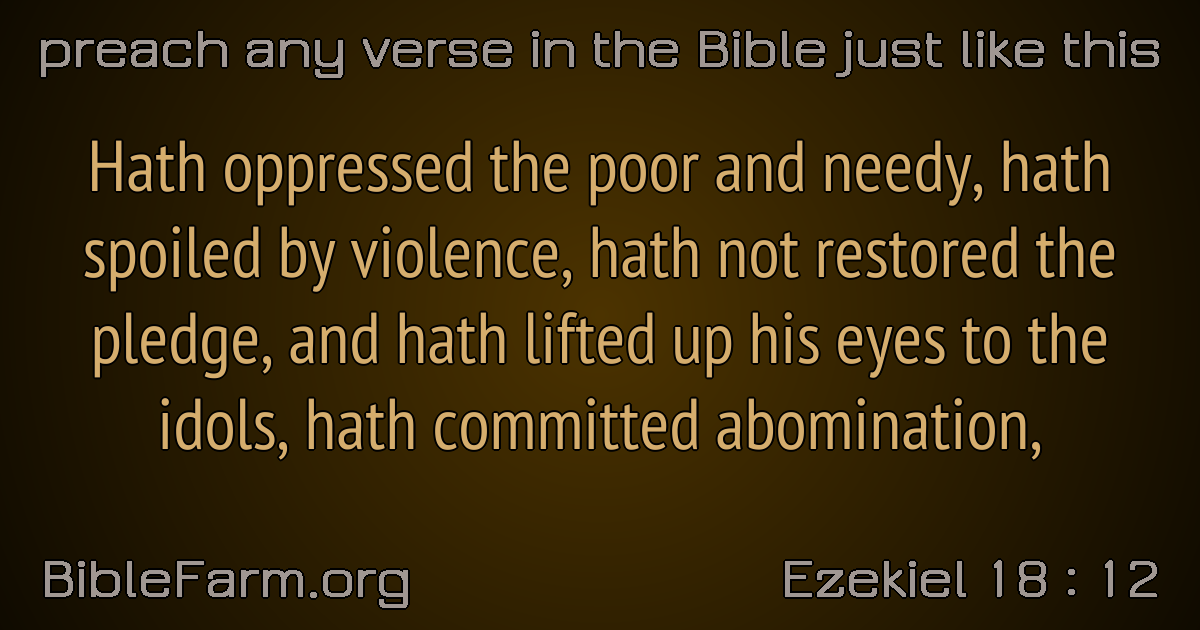 preach any verse in the Bible just like this
Hath oppressed the poor and needy, hath
spoiled by violence, hath not restored the
pledge, and hath lifted up his eyes to the
idols, hath committed abomination,
BibleFarm.org
Ezekiel 18 : 12